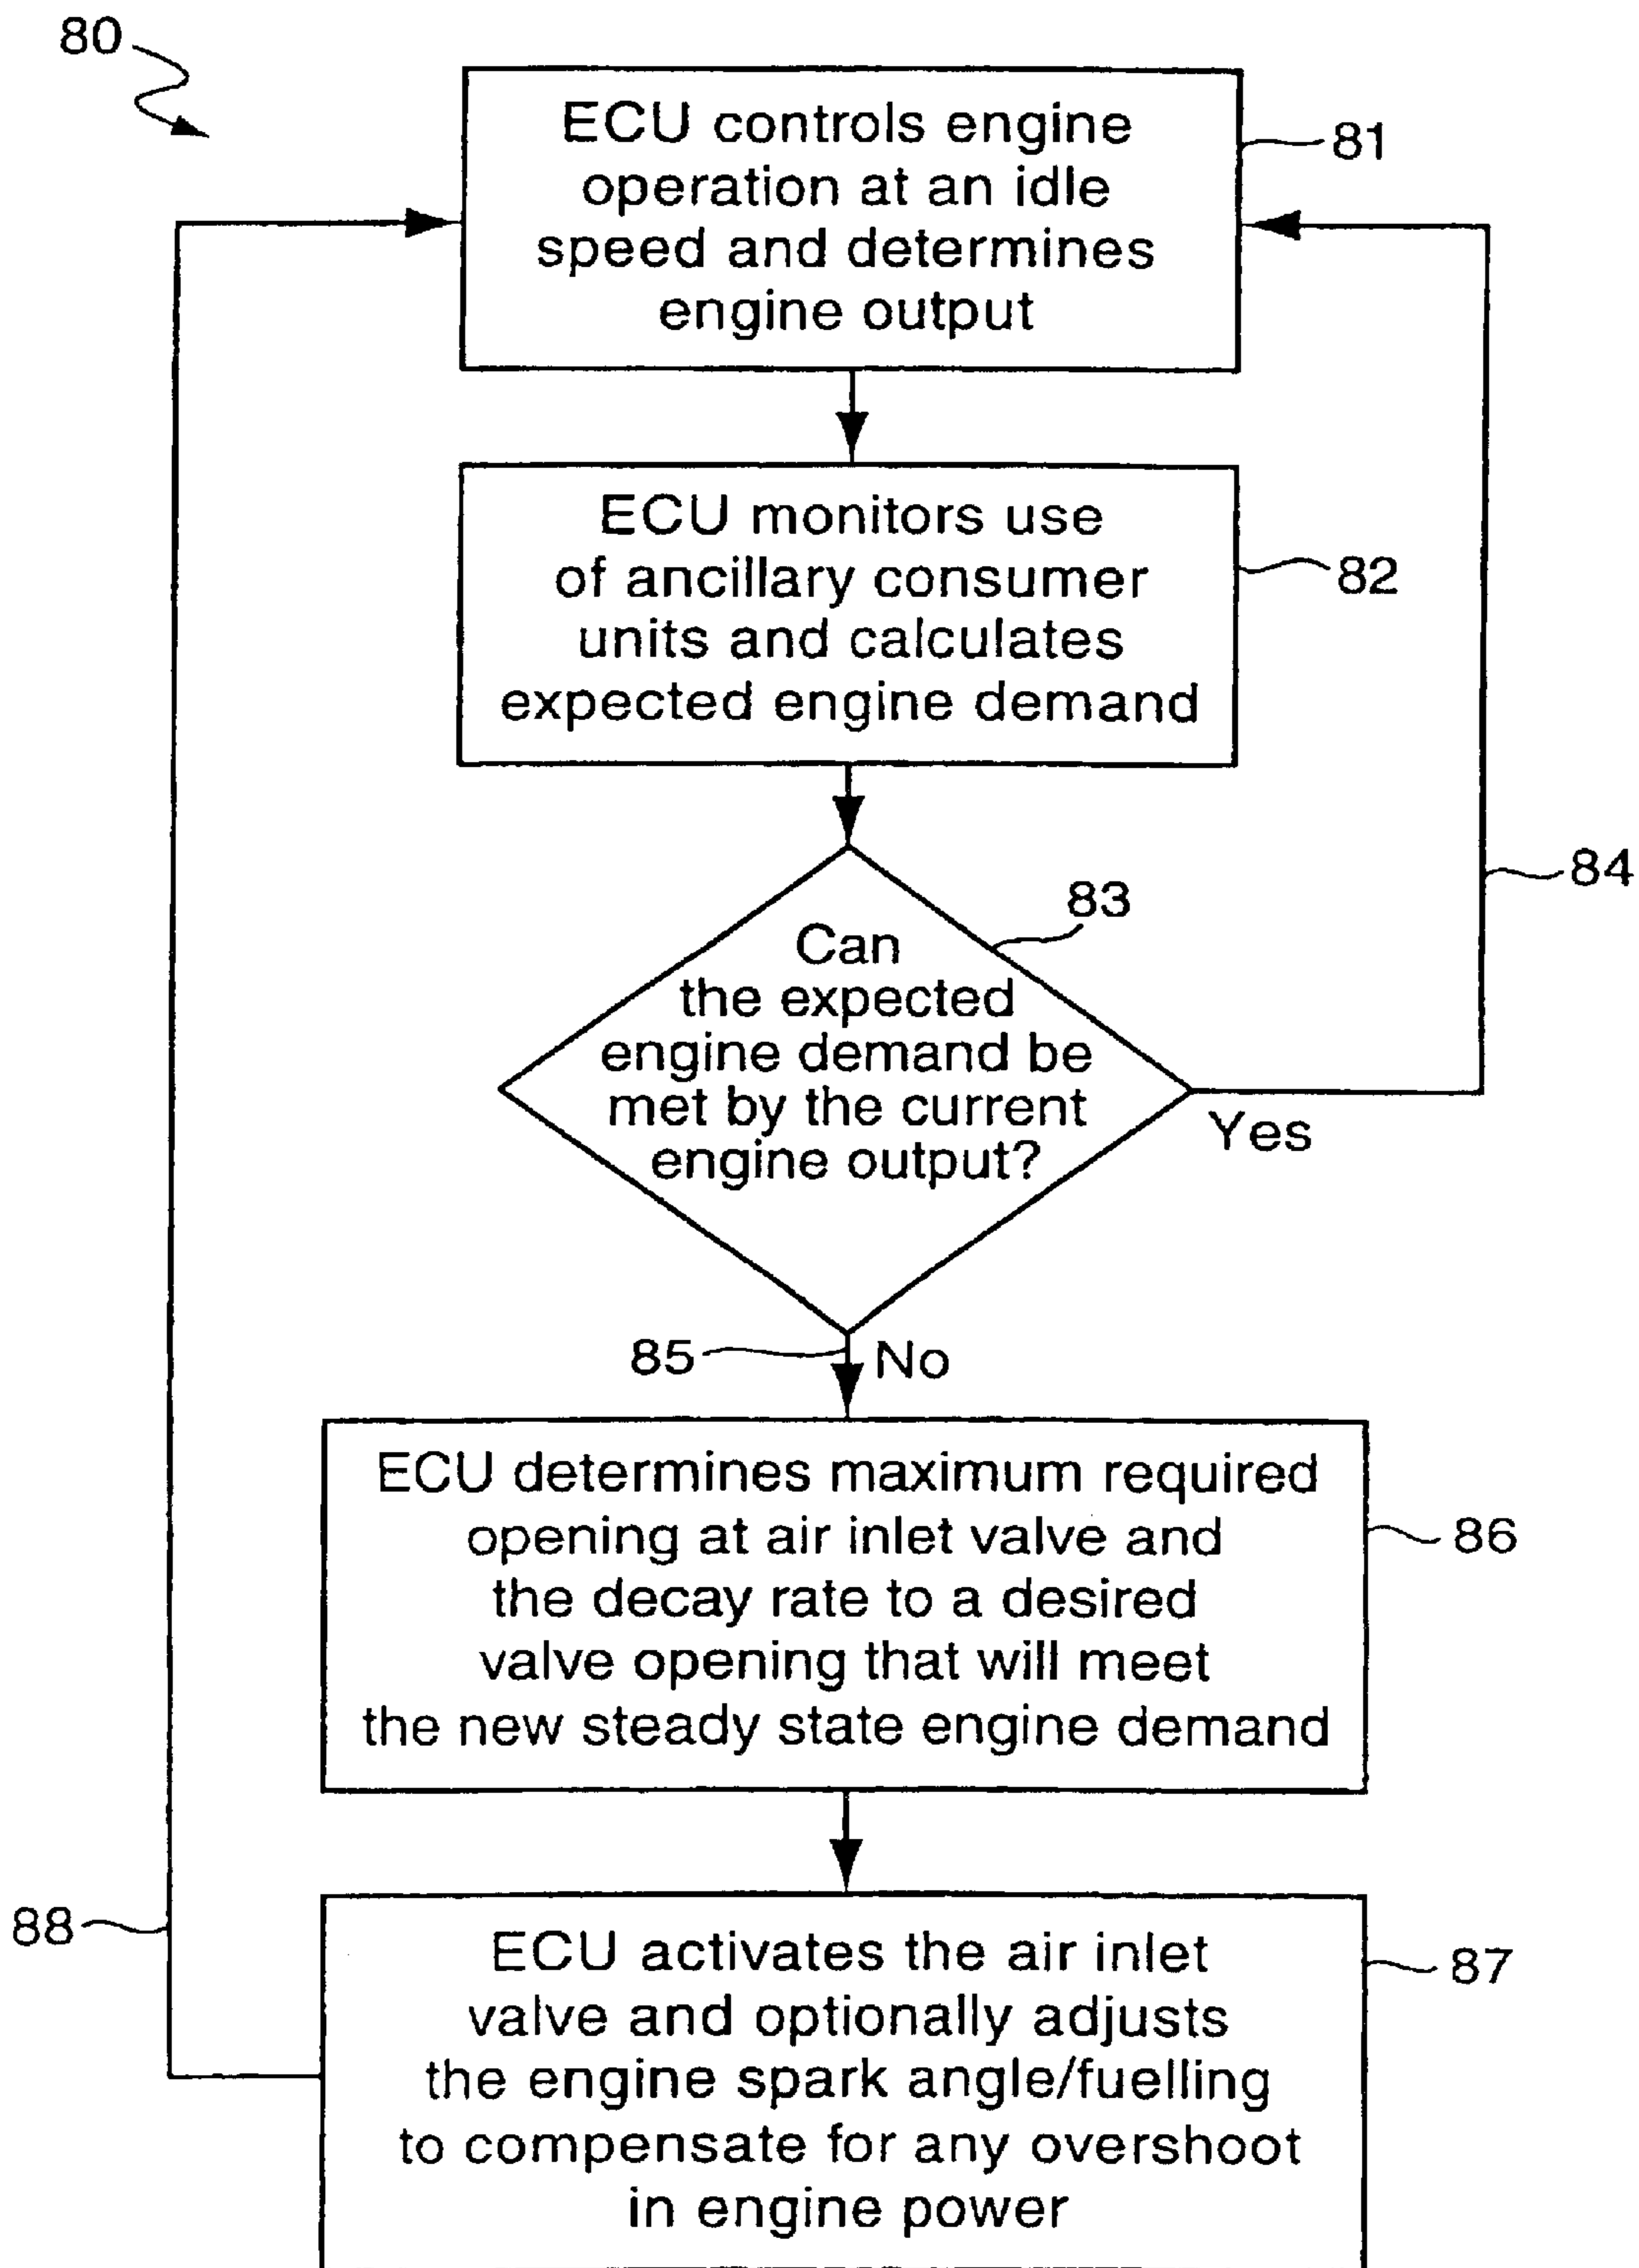 80
ECU controls engine
operation at an idle
speed and determines
engine output
81
ECU monitors use
of ancillary consumer
units and calculates
expected engine demand
82
83
Can
the expected
engine demand be
met by the current
engine output?
84
Yes
85
No
ECU determines maximum required
opening at air inlet valve and
the decay rate to a desired
valve opening that will meet
the new steady state engine demand
86
88
ECU activates the air inlet
valve and optionally adjusts
the engine spark angle/fuelling
to compensate for any overshoot
in engine power
87